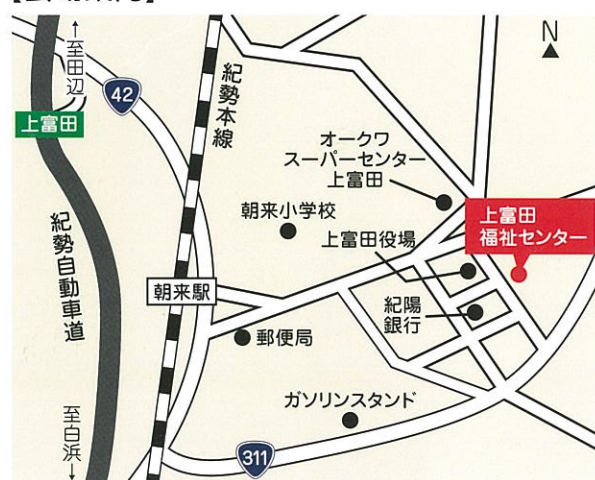 ↑至田辺
N
42
紀勢本線
上富田
オークワ
スーパーセンター
上富田
朝来小学校
上富田
福祉センター
上富田役場
紀勢自動車道
朝来駅
紀陽
銀行
郵便局
ガソリンスタンド
至白浜↓
311